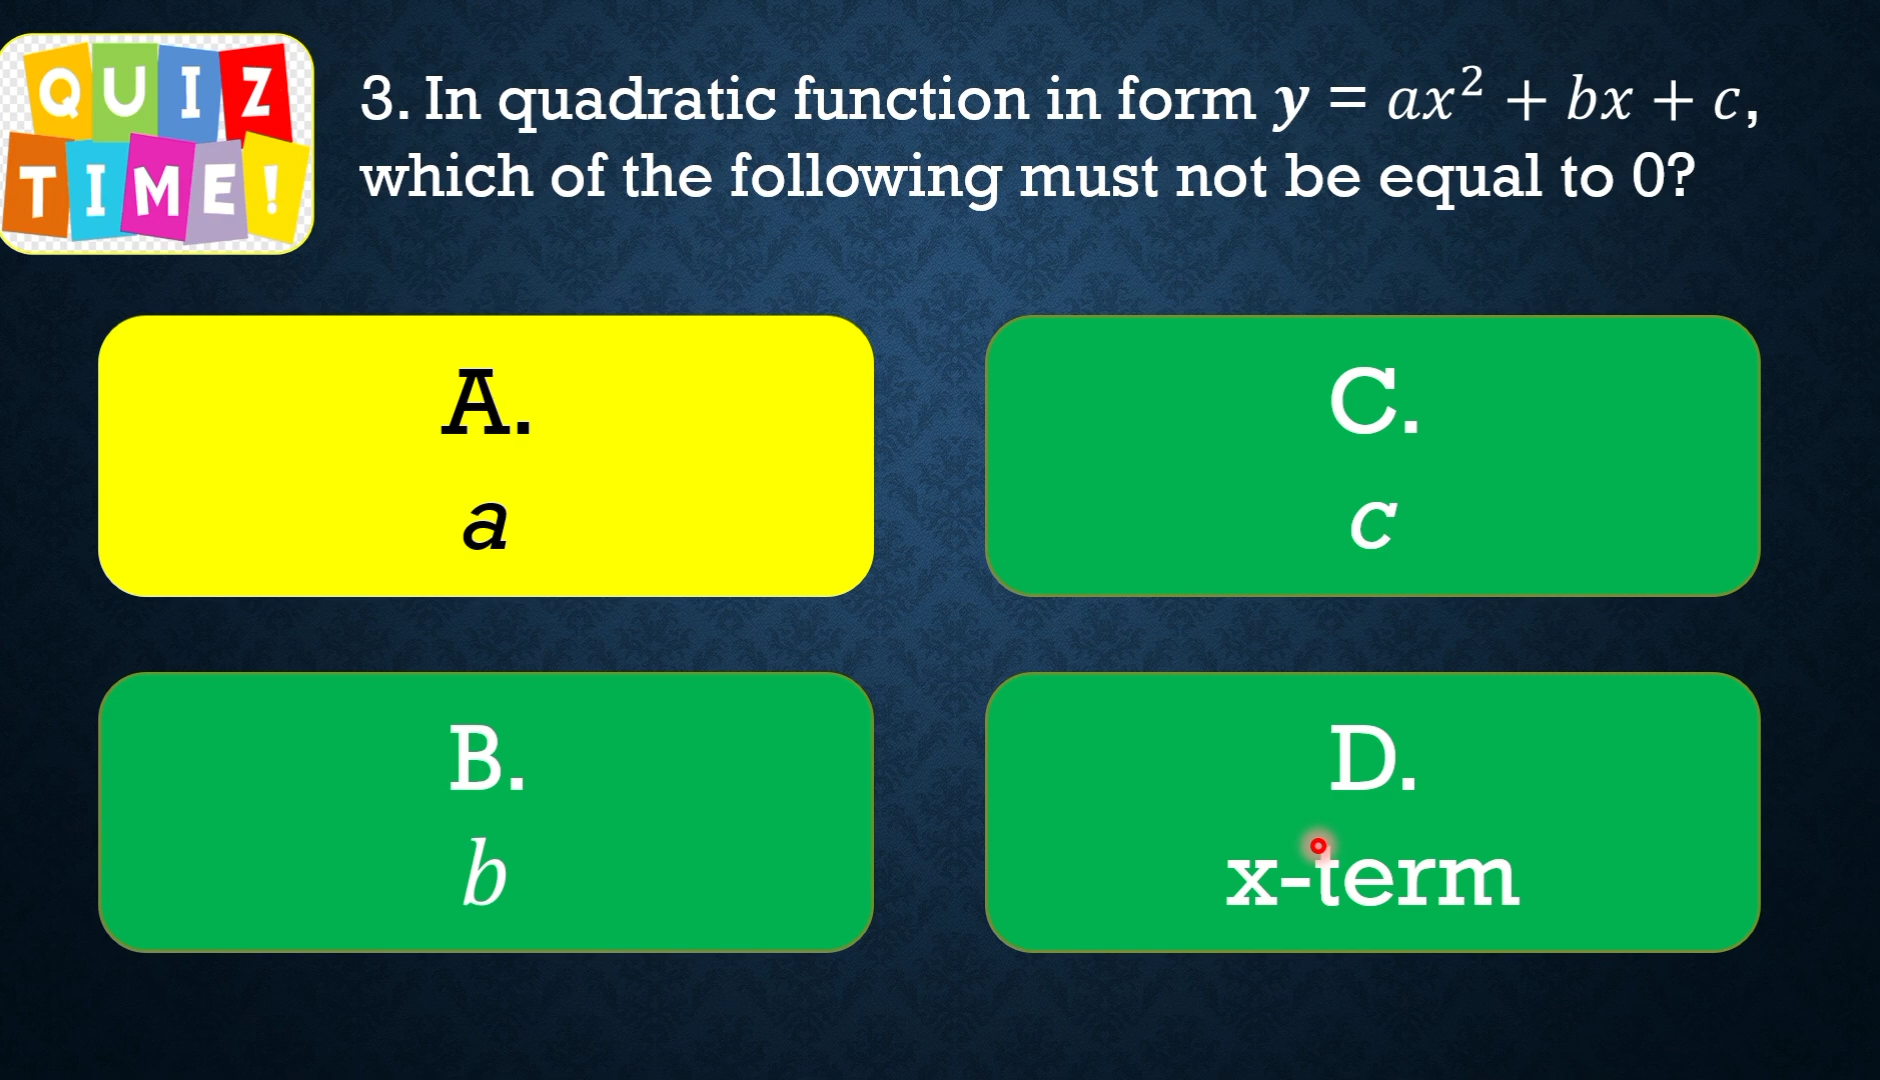 QUIZ
TIME!
3. In quadratic function in form y = ax² + bx + c,
which of the following must not be equal to 0?
A.
a
C.
c
B.
b
D.
x-term